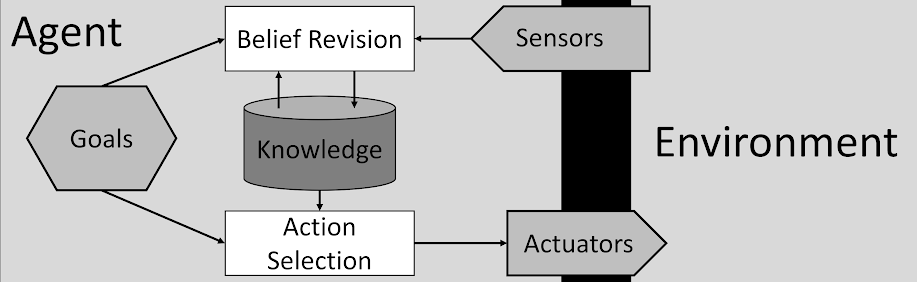 Agent
Belief Revision
Sensors
Goals
Knowledge
Environment
Action
Selection
Actuators